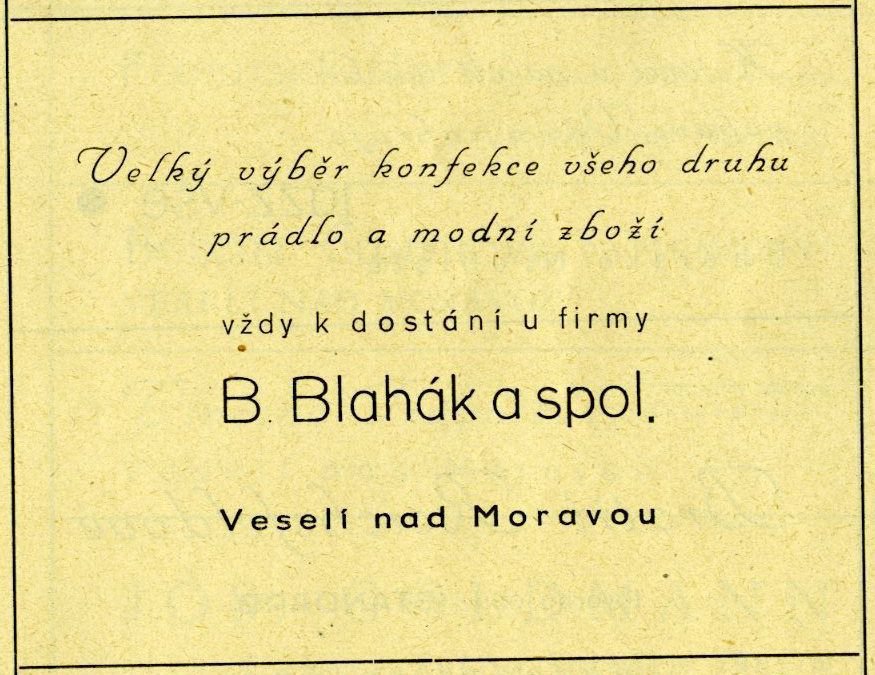 Velký výběr konfekce všeho druhu
prádlo a modní zboží
vždy k dostání u firmy
B. Blahák a spol.
Veselí nad Moravou